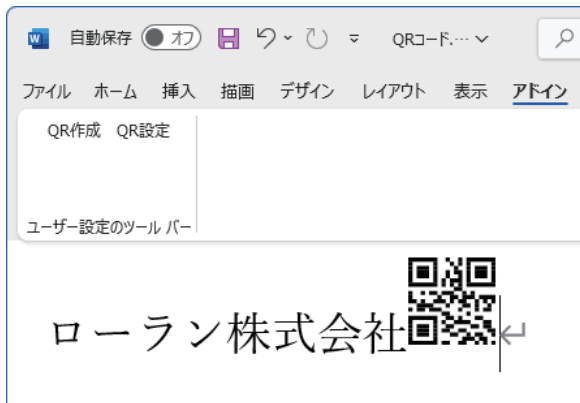 自動保存 オフ QRコード.… 
ファイル ホーム 挿入 描画 デザイン レイアウト 表示 アドイン
QR作成 QR設定
ユーザー設定のツール バー
ローラン株式会社